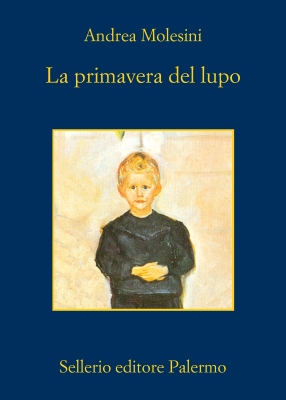 Andrea Molesini
La primavera del lupo
Sellerio editore Palermo